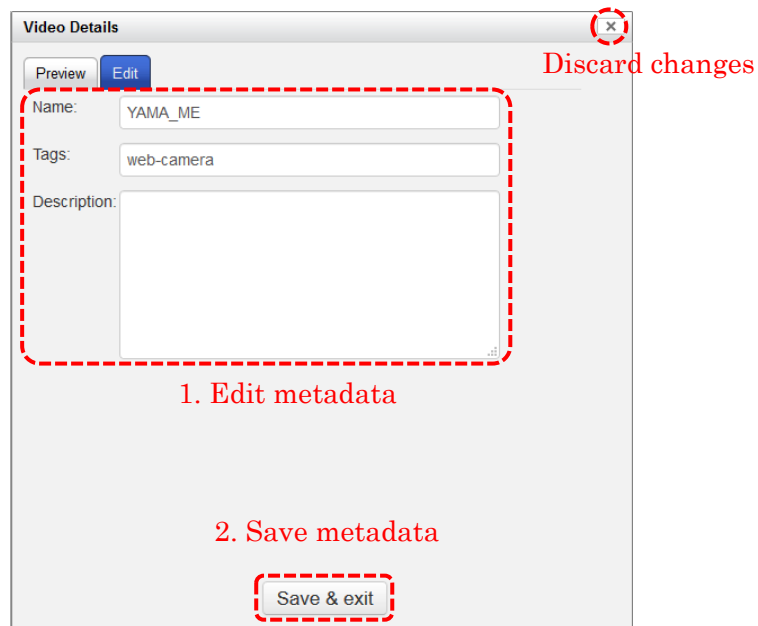 Video Details ×
Discard changes
Preview Edit
Name: YAMA_ME
Tags: web-camera
Description:
1. Edit metadata
2. Save metadata
Save & exit